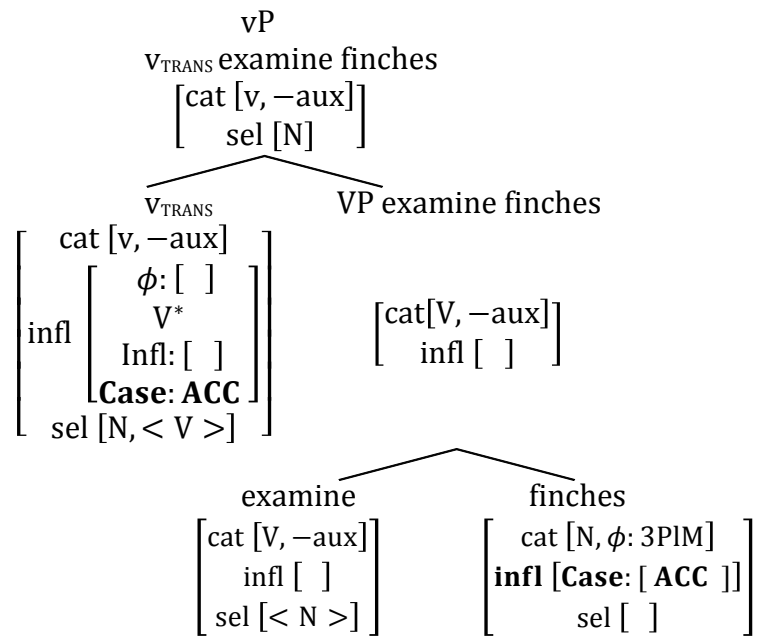 vP
vTRANS examine finches
[cat [v, −aux]
sel [N]]
vTRANS VP examine finches
[cat [v, −aux]
infl [ϕ: [ ]
V*
Infl: [ ]
Case: ACC]
sel [N, < V >]]
[cat[V, −aux]
infl [ ]]
examine finches
[cat [V, −aux]
infl [ ]
sel [< N >]]
[cat [N, ϕ: 3PlM]
infl [Case: [ ACC ]]
sel [ ]]